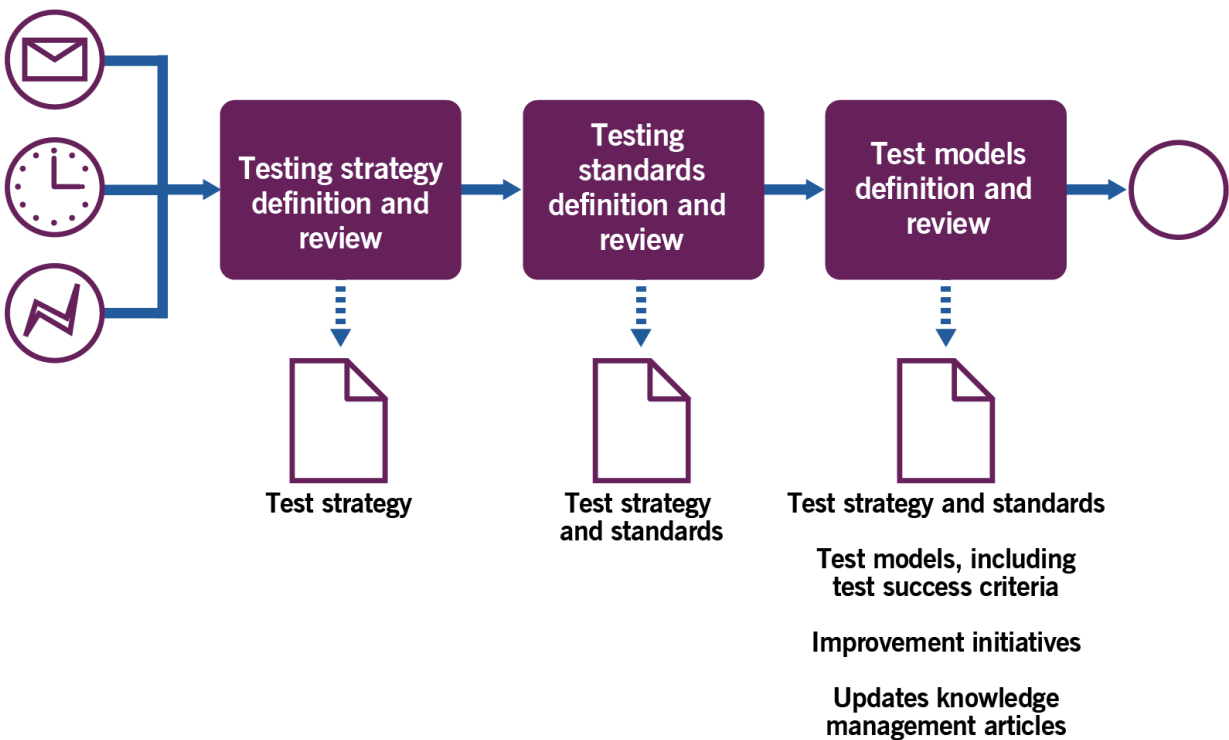 Testing strategy
definition and
review
Testing
standards
definition and
review
Test models
definition and
review
Test strategy
Test strategy
and standards
Test strategy and standards
Test models, including
test success criteria
Improvement initiatives
Updates knowledge
management articles